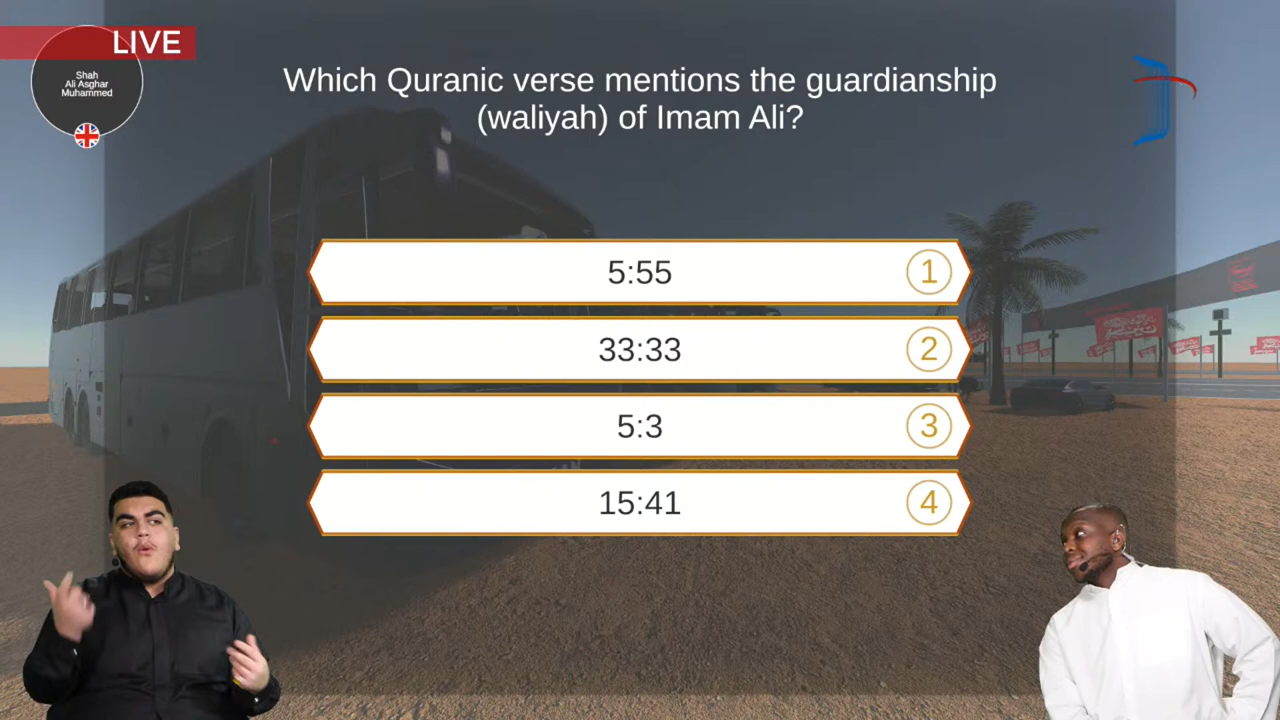 LIVE
Shah
Ali Asghar
Muhammed
Which Quranic verse mentions the guardianship
(waliyah) of Imam Ali?
5:55 1
33:33 2
5:3 3
15:41 4